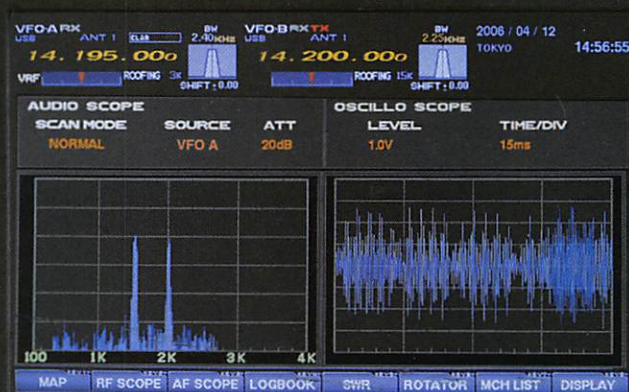 VFO-A RX
USB ANT 1 CLAR BW 2.40KHz
14.195.00o
VRF ROOFING 3K SHIFT ± 0.00
VFO-B RX TX
USB ANT 1 BW 2.25KHz
14.200.00o
ROOFING 15K SHIFT ± 0.00
2006 / 04 / 12
TOKYO 14:56:55
AUDIO SCOPE
SCAN MODE SOURCE ATT
NORMAL VFO A 20dB
OSCILLO SCOPE
LEVEL TIME/DIV
1.0V 15ms
100 1K 2K 3K 4K
MAP RF SCOPE AF SCOPE LOGBOOK SWR ROTATOR MCH LIST DISPLAY